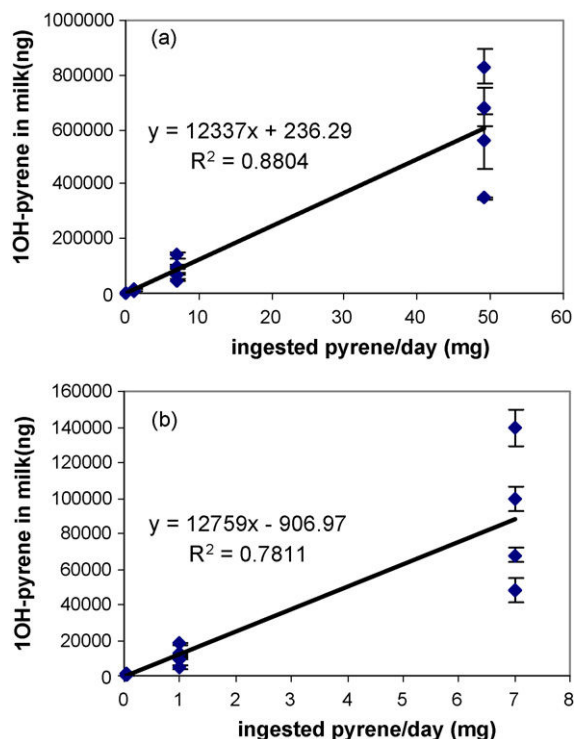 (a)
1OH-pyrene in milk(ng)
1000000
800000
600000
400000
200000
0
y = 12337x + 236.29
R² = 0.8804
0 10 20 30 40 50 60
ingested pyrene/day (mg)
(b)
1OH-pyrene in milk(ng)
160000
140000
120000
100000
80000
60000
40000
20000
0
y = 12759x - 906.97
R² = 0.7811
0 1 2 3 4 5 6 7 8
ingested pyrene/day (mg)